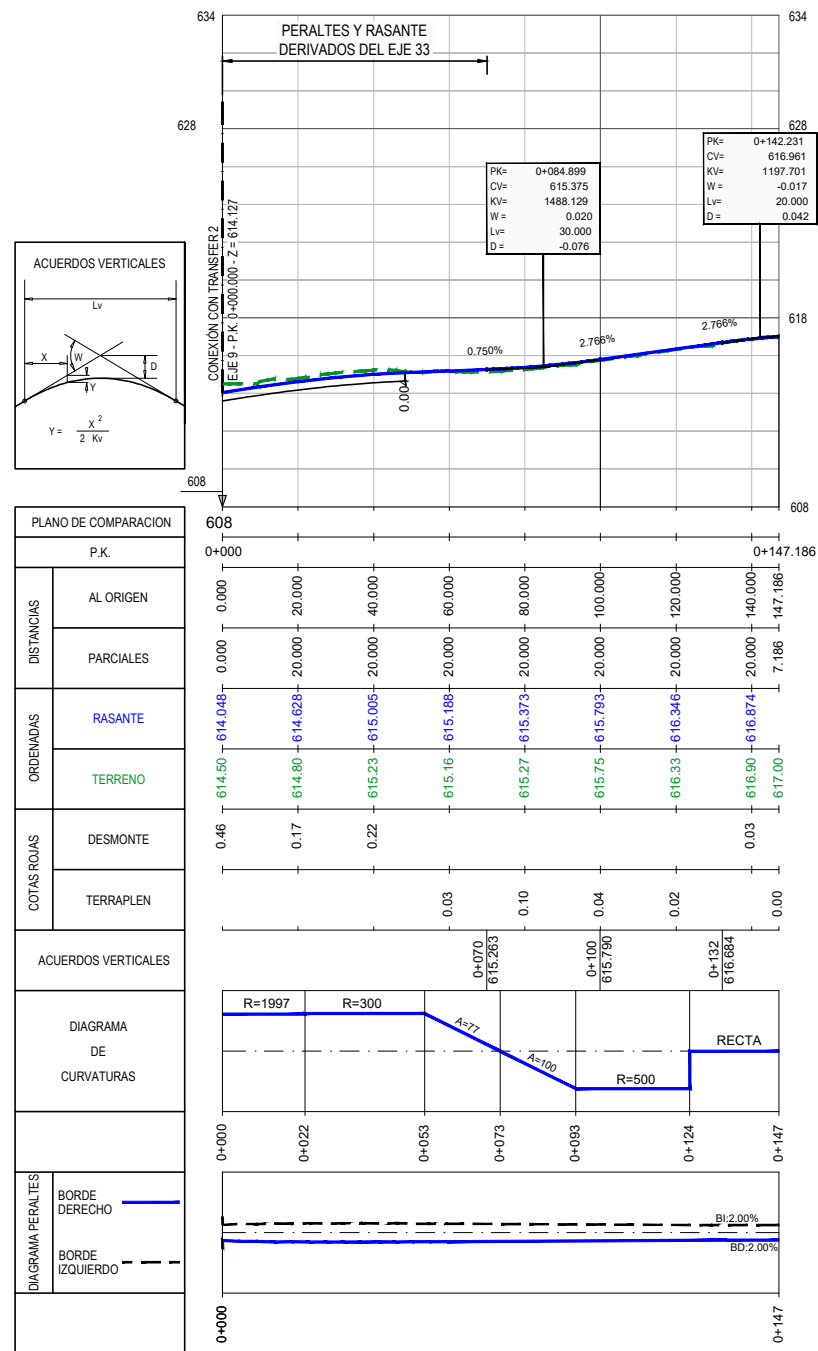 634
634
PERALTES Y RASANTE
DERIVADOS DEL EJE 33
628
628
PK= 0+084.899
CV= 615.375
KV= 1488.129
W = 0.020
Lv= 30.000
D = -0.076
PK= 0+142.231
CV= 616.961
KV= 1197.701
W = -0.017
Lv= 20.000
D = 0.042
CONEXIÓN CON TRANSFER 2
EJE 9 - P.K. 0+000.000 - Z = 614.127
ACUERDOS VERTICALES
Lv
X
W
D
Y
Y = X 2
2 Kv
618
0.750%
2.766%
2.766%
0.004
608
608
PLANO DE COMPARACION 608
P.K. 0+000 0+147.186
DISTANCIAS
AL ORIGEN 0.000 20.000 40.000 60.000 80.000 100.000 120.000 140.000 147.186
PARCIALES 0.000 20.000 20.000 20.000 20.000 20.000 20.000 20.000 7.186
ORDENADAS
RASANTE 614.048 614.628 615.005 615.188 615.373 615.793 616.346 616.874
TERRENO 614.50 614.80 615.23 615.16 615.27 615.75 616.33 616.90 617.00
COTAS ROJAS
DESMONTE 0.46 0.17 0.22 0.03
TERRAPLEN 0.03 0.10 0.04 0.02 0.00
ACUERDOS VERTICALES 0+070 615.263 0+100 615.790 0+132 616.684
DIAGRAMA
DE
CURVATURAS
R=1997 R=300 A=77 A=100 R=500 RECTA
0+000 0+022 0+053 0+073 0+093 0+124 0+147
DIAGRAMA PERALTES
BORDE
DERECHO
BORDE
IZQUIERDO
BI:2.00%
BD:2.00%
0+000 0+147